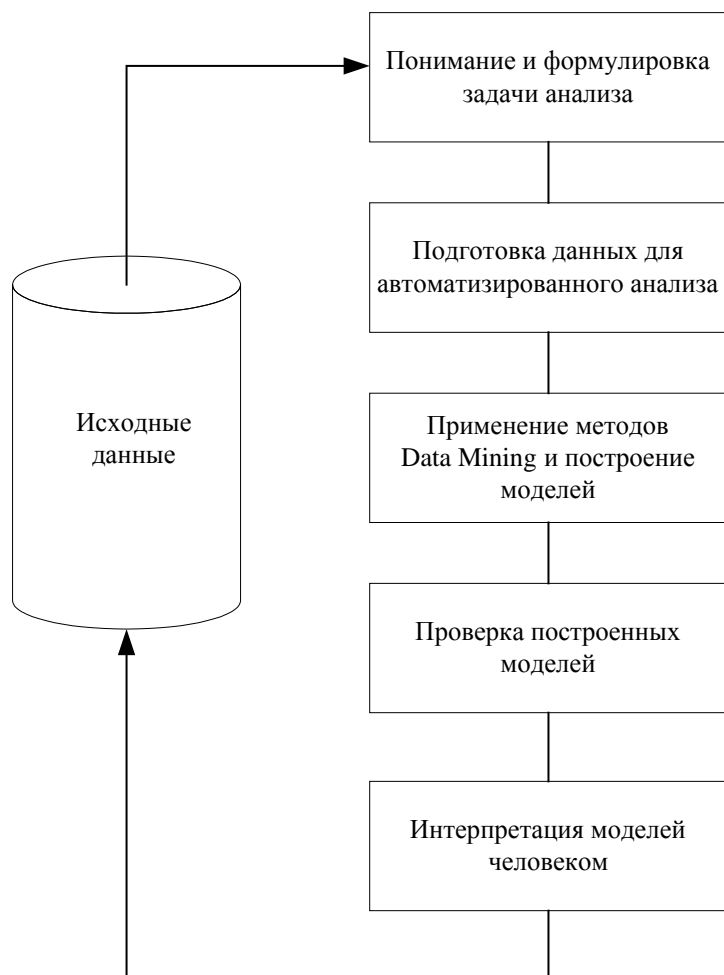 Понимание и формулировка
задачи анализа
Подготовка данных для
автоматизированного анализа
Исходные
данные
Применение методов
Data Mining и построение
моделей
Проверка построенных
моделей
Интерпретация моделей
человеком